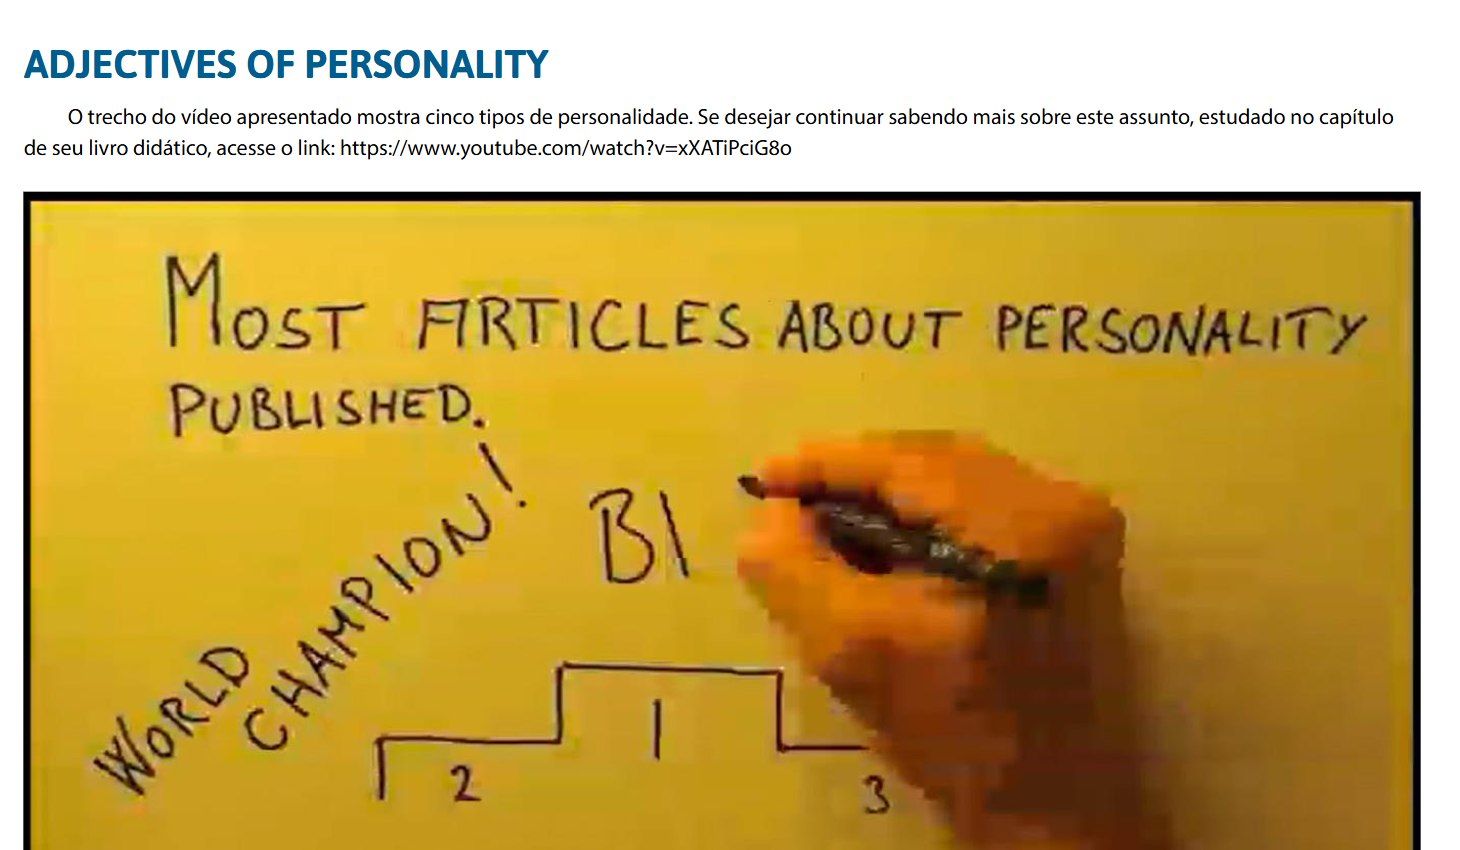 ADJECTIVES OF PERSONALITY
O trecho do vídeo apresentado mostra cinco tipos de personalidade. Se desejar continuar sabendo mais sobre este assunto, estudado no capítulo
de seu livro didático, acesse o link: https://www.youtube.com/watch?v=xXATiPciG8o
MOST ARTICLES ABOUT PERSONALITY
PUBLISHED.
WORLD
CHAMPION!
BI
1
2
3